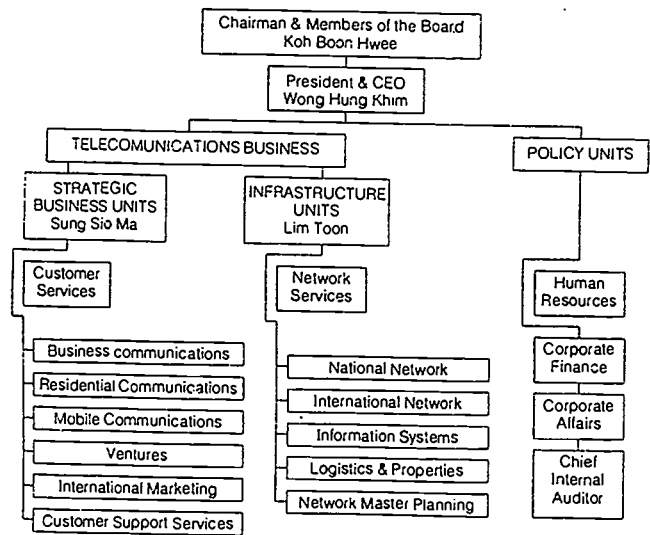 Chairman & Members of the Board
Koh Boon Hwee
President & CEO
Wong Hung Khim
TELECOMUNICATIONS BUSINESS
POLICY UNITS
STRATEGIC
BUSINESS UNITS
Sung Sio Ma
INFRASTRUCTURE
UNITS
Lim Toon
Customer
Services
Network
Services
Human
Resources
Business communications
Residential Communications
Mobile Communications
Ventures
International Marketing
Customer Support Services
National Network
International Network
Information Systems
Logistics & Properties
Network Master Planning
Corporate
Finance
Corporate
Affairs
Chief
Internal
Auditor